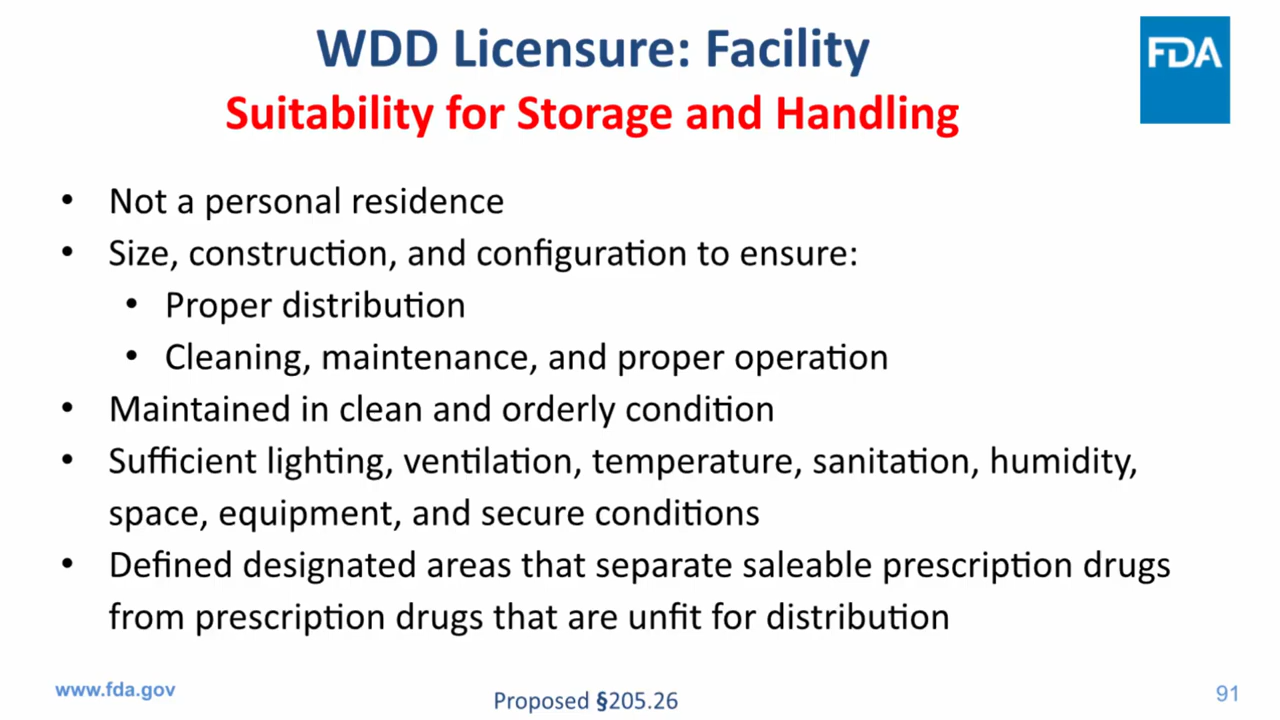 WDD Licensure: Facility
FDA
Suitability for Storage and Handling
• Not a personal residence
• Size, construction, and configuration to ensure:
• Proper distribution
• Cleaning, maintenance, and proper operation
• Maintained in clean and orderly condition
• Sufficient lighting, ventilation, temperature, sanitation, humidity,
space, equipment, and secure conditions
• Defined designated areas that separate saleable prescription drugs
from prescription drugs that are unfit for distribution
www.fda.gov
Proposed §205.26
91